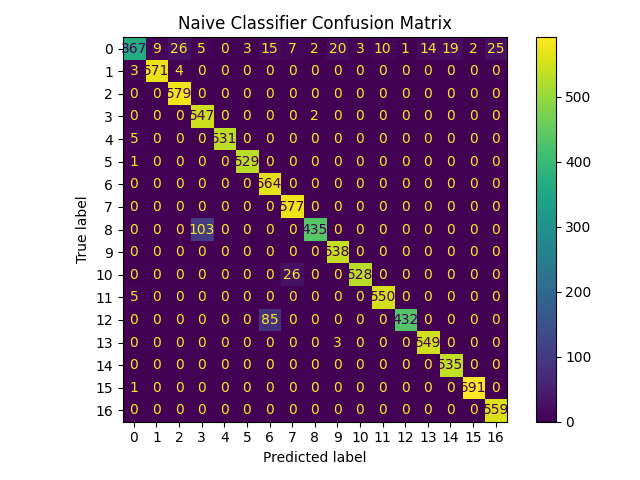 Naive Classifier Confusion Matrix
0 367 9 26 5 0 3 15 7 2 20 3 10 1 14 19 2 25
1 3 571 4 0 0 0 0 0 0 0 0 0 0 0 0 0 0
2 0 0 579 0 0 0 0 0 0 0 0 0 0 0 0 0 0
3 0 0 0 547 0 0 0 0 2 0 0 0 0 0 0 0 0
4 5 0 0 0 531 0 0 0 0 0 0 0 0 0 0 0 0
5 1 0 0 0 0 529 0 0 0 0 0 0 0 0 0 0 0
6 0 0 0 0 0 0 564 0 0 0 0 0 0 0 0 0 0
7 0 0 0 0 0 0 0 577 0 0 0 0 0 0 0 0 0
8 0 0 0 103 0 0 0 0 435 0 0 0 0 0 0 0 0
9 0 0 0 0 0 0 0 0 0 538 0 0 0 0 0 0 0
10 0 0 0 0 0 0 0 26 0 0 528 0 0 0 0 0 0
11 5 0 0 0 0 0 0 0 0 0 0 550 0 0 0 0 0
12 0 0 0 0 0 0 85 0 0 0 0 0 432 0 0 0 0
13 0 0 0 0 0 0 0 0 0 3 0 0 0 549 0 0 0
14 0 0 0 0 0 0 0 0 0 0 0 0 0 0 535 0 0
15 1 0 0 0 0 0 0 0 0 0 0 0 0 0 0 591 0
16 0 0 0 0 0 0 0 0 0 0 0 0 0 0 0 0 559
0 1 2 3 4 5 6 7 8 9 10 11 12 13 14 15 16
Predicted label
True label
500
400
300
200
100
0